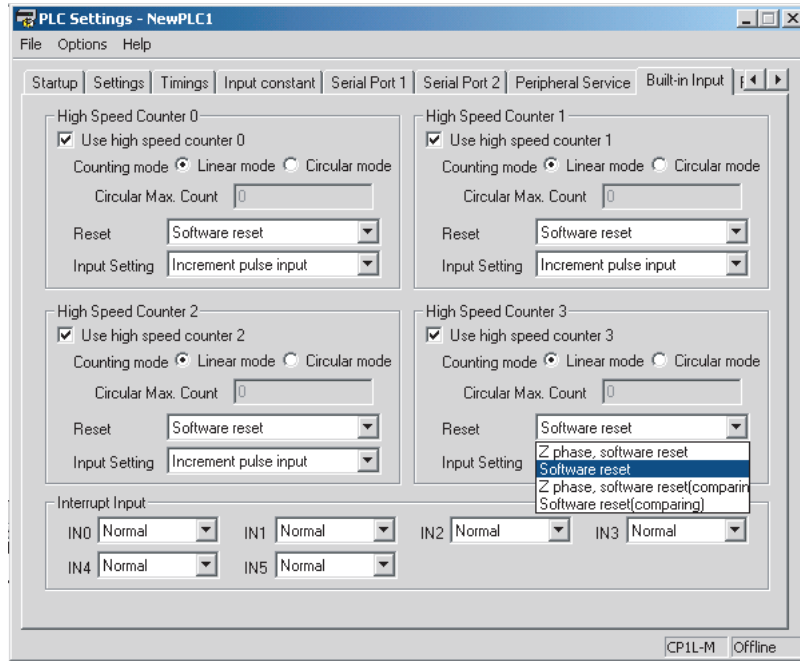 PLC Settings - NewPLC1
File Options Help
Startup Settings Timings Input constant Serial Port 1 Serial Port 2 Peripheral Service Built-in Input
High Speed Counter 0
Use high speed counter 0
Counting mode Linear mode Circular mode
Circular Max. Count 0
Reset Software reset
Input Setting Increment pulse input
High Speed Counter 1
Use high speed counter 1
Counting mode Linear mode Circular mode
Circular Max. Count 0
Reset Software reset
Input Setting Increment pulse input
High Speed Counter 2
Use high speed counter 2
Counting mode Linear mode Circular mode
Circular Max. Count 0
Reset Software reset
Input Setting Increment pulse input
High Speed Counter 3
Use high speed counter 3
Counting mode Linear mode Circular mode
Circular Max. Count 0
Reset Software reset
Input Setting
Z phase, software reset
Software reset
Z phase, software reset(comparin
Software reset(comparing)
Interrupt Input
IN0 Normal IN1 Normal IN2 Normal IN3 Normal
IN4 Normal IN5 Normal
CP1L-M Offline